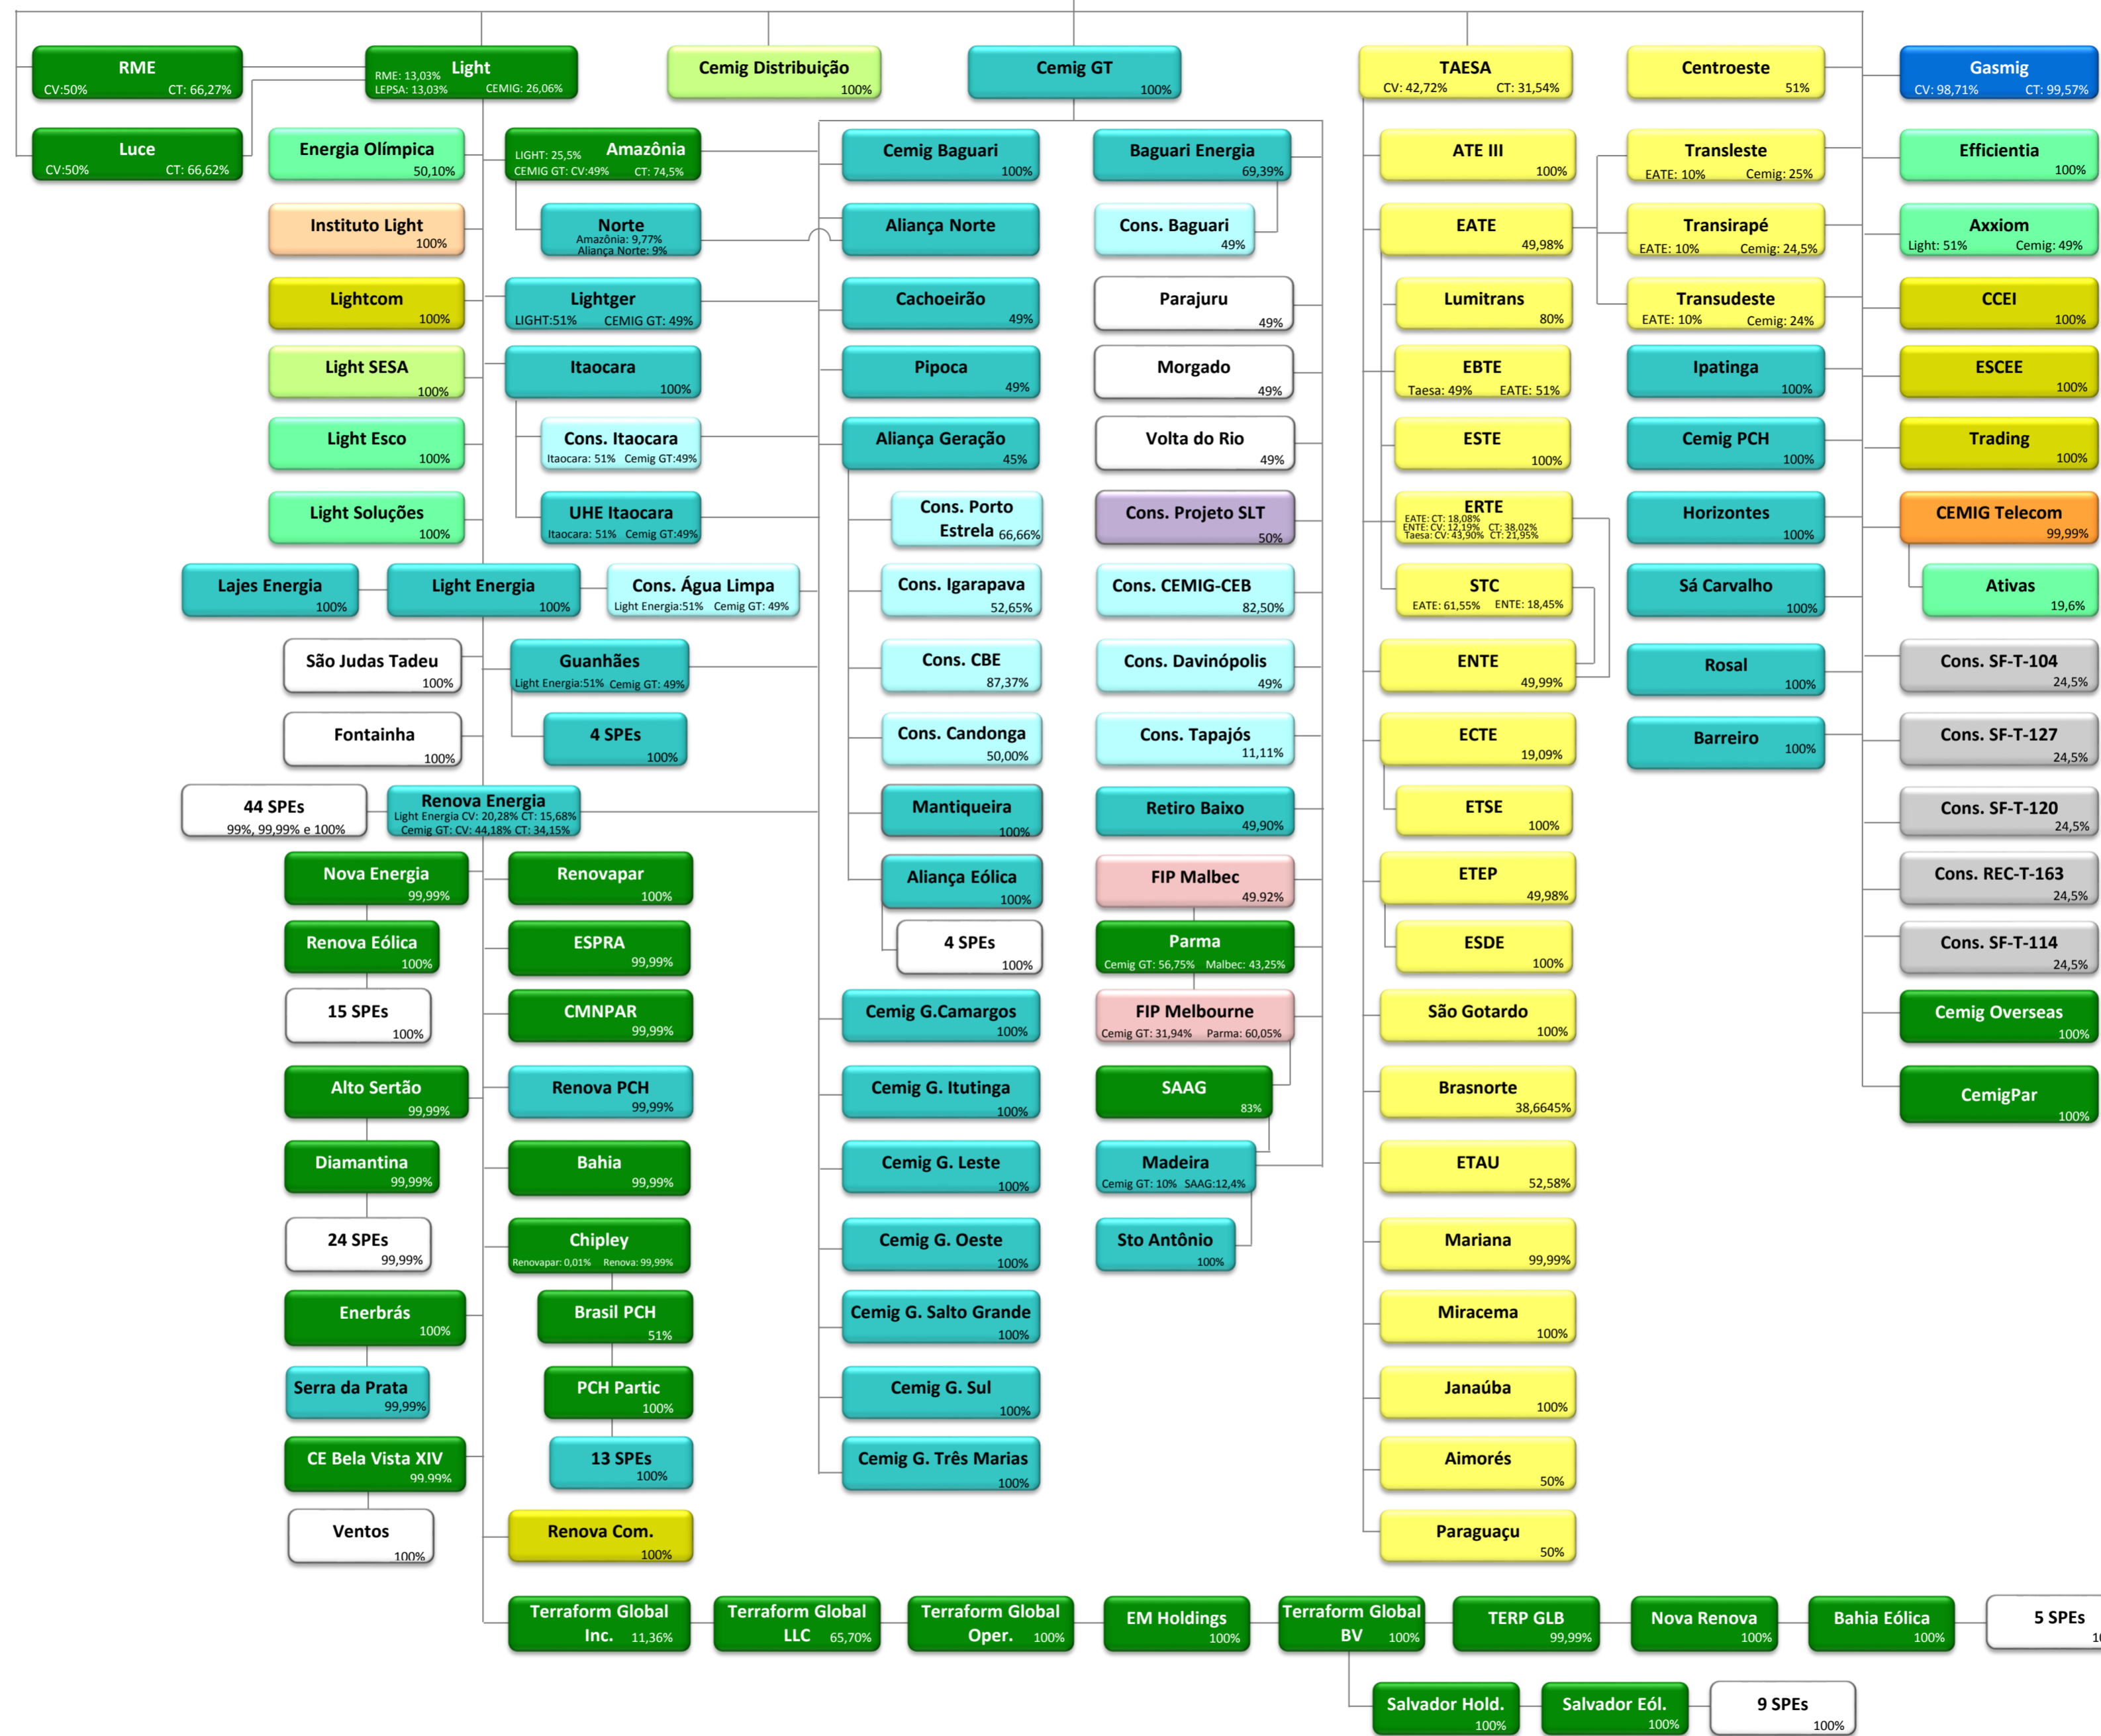 RME
CV:50% CT: 66,27%
Light
RME: 13,03%
LEPSA: 13,03% CEMIG: 26,06%
Cemig Distribuição
100%
Cemig GT
100%
TAESA
CV: 42,72% CT: 31,54%
Centroeste
51%
Gasmig
CV: 98,71% CT: 99,57%
Luce
CV:50% CT: 66,62%
Energia Olímpica
50,10%
LIGHT: 25,5% Amazônia
CEMIG GT: CV:49% CT: 74,5%
Cemig Baguari
100%
Baguari Energia
69,39%
ATE III
100%
Transleste
EATE: 10% Cemig: 25%
Efficientia
100%
Instituto Light
100%
Norte
Amazônia: 9,77%
Aliança Norte: 9%
Aliança Norte
Cons. Baguari
49%
EATE
49,98%
Transirapé
EATE: 10% Cemig: 24,5%
Axxiom
Light: 51% Cemig: 49%
Lightcom
100%
Lightger
LIGHT:51% CEMIG GT: 49%
Cachoeirão
49%
Parajuru
49%
Lumitrans
80%
Transudeste
EATE: 10% Cemig: 24%
CCEI
100%
Light SESA
100%
Itaocara
100%
Pipoca
49%
Morgado
49%
EBTE
Taesa: 49% EATE: 51%
Ipatinga
100%
ESCEE
100%
Light Esco
100%
Cons. Itaocara
Itaocara: 51% Cemig GT:49%
Aliança Geração
45%
Volta do Rio
49%
ESTE
100%
Cemig PCH
100%
Trading
100%
Light Soluções
100%
UHE Itaocara
Itaocara: 51% Cemig GT:49%
Cons. Porto
Estrela 66,66%
Cons. Projeto SLT
50%
ERTE
EATE: CT: 18,08%
ENTE: CV: 12,19% CT: 38,02%
Taesa: CV: 43,90% CT: 21,95%
Horizontes
100%
CEMIG Telecom
99,99%
Lajes Energia
100%
Light Energia
100%
Cons. Água Limpa
Light Energia:51% Cemig GT: 49%
Cons. Igarapava
52,65%
Cons. CEMIG-CEB
82,50%
STC
EATE: 61,55% ENTE: 18,45%
Sá Carvalho
100%
Ativas
19,6%
São Judas Tadeu
100%
Guanhães
Light Energia:51% Cemig GT: 49%
Cons. CBE
87,37%
Cons. Davinópolis
49%
ENTE
49,99%
Rosal
100%
Cons. SF-T-104
24,5%
Fontainha
100%
4 SPEs
100%
Cons. Candonga
50,00%
Cons. Tapajós
11,11%
ECTE
19,09%
Barreiro
100%
Cons. SF-T-127
24,5%
44 SPEs
99%, 99,99% e 100%
Renova Energia
Light Energia CV: 20,28% CT: 15,68%
Cemig GT: CV: 44,18% CT: 34,15%
Mantiqueira
100%
Retiro Baixo
49,90%
ETSE
100%
Cons. SF-T-120
24,5%
Nova Energia
99,99%
Renovapar
100%
Aliança Eólica
100%
FIP Malbec
49.92%
ETEP
49,98%
Cons. REC-T-163
24,5%
Renova Eólica
100%
ESPRA
99,99%
4 SPEs
100%
Parma
Cemig GT: 56,75% Malbec: 43,25%
ESDE
100%
Cons. SF-T-114
24,5%
15 SPEs
100%
CMNPAR
99,99%
Cemig G.Camargos
100%
FIP Melbourne
Cemig GT: 31,94% Parma: 60,05%
São Gotardo
100%
Cemig Overseas
100%
Alto Sertão
99,99%
Renova PCH
99,99%
Cemig G. Itutinga
100%
SAAG
83%
Brasnorte
38,6645%
CemigPar
100%
Diamantina
99,99%
Bahia
99,99%
Cemig G. Leste
100%
Madeira
Cemig GT: 10% SAAG:12,4%
ETAU
52,58%
24 SPEs
99,99%
Chipley
Renovapar: 0,01% Renova: 99,99%
Cemig G. Oeste
100%
Sto Antônio
100%
Mariana
99,99%
Enerbrás
100%
Brasil PCH
51%
Cemig G. Salto Grande
100%
Miracema
100%
Serra da Prata
99,99%
PCH Partic
100%
Cemig G. Sul
100%
Janaúba
100%
CE Bela Vista XIV
99,99%
13 SPEs
100%
Cemig G. Três Marias
100%
Aimorés
50%
Ventos
100%
Renova Com.
100%
Paraguaçu
50%
Terraform Global
Inc. 11,36%
Terraform Global
LLC 65,70%
Terraform Global
Oper. 100%
EM Holdings
100%
Terraform Global
BV 100%
TERP GLB
99,99%
Nova Renova
100%
Bahia Eólica
100%
5 SPEs
Salvador Hold.
100%
Salvador Eól.
100%
9 SPEs
100%